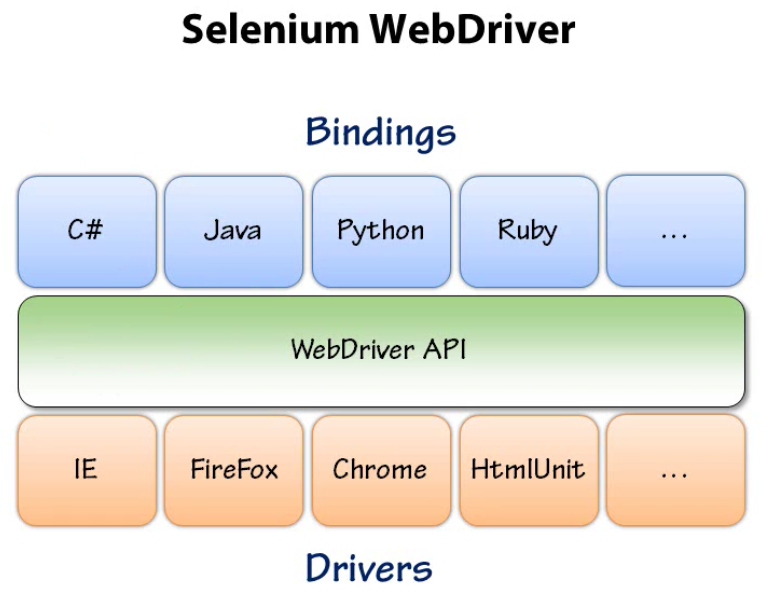 Selenium WebDriver
Bindings
C# Java Python Ruby ...
WebDriver API
IE FireFox Chrome HtmlUnit ...
Drivers